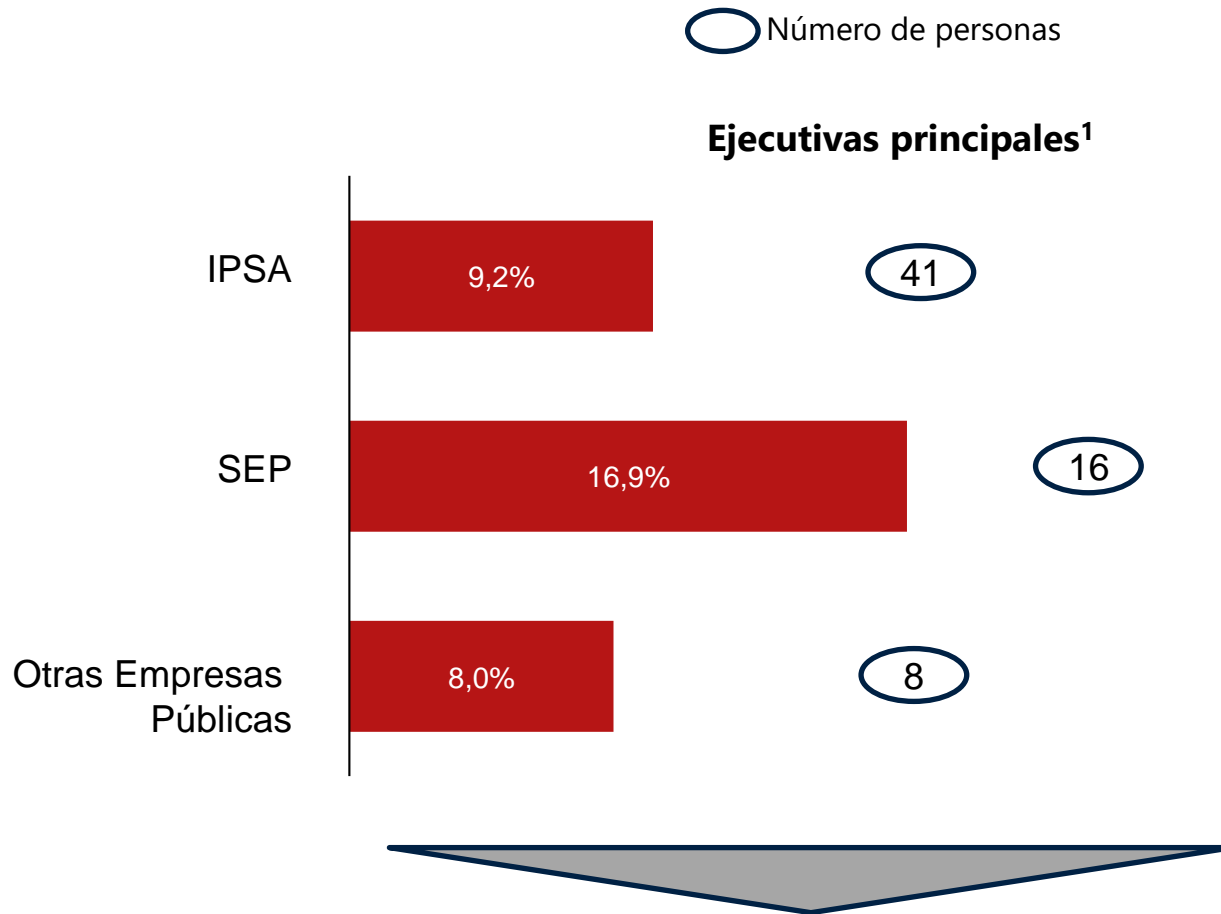 Número de personas
Ejecutivas principales¹
IPSA
9,2%
41
SEP
16,9%
16
Otras Empresas
Públicas
8,0%
8